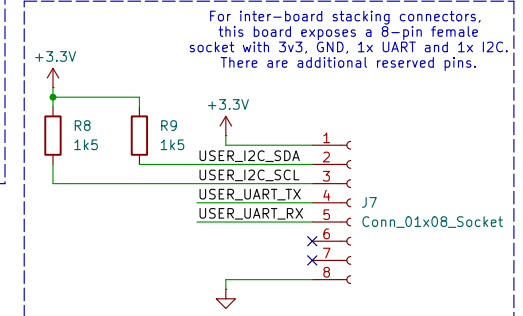 For inter-board stacking connectors,
this board exposes a 8-pin female
socket with 3v3, GND, 1x UART and 1x I2C.
There are additional reserved pins.
+3.3V
+3.3V
R8
1k5
R9
1k5
1
USER_I2C_SDA 2
USER_I2C_SCL 3
USER_UART_TX 4
J7
USER_UART_RX 5
Conn_01x08_Socket
6
7
8